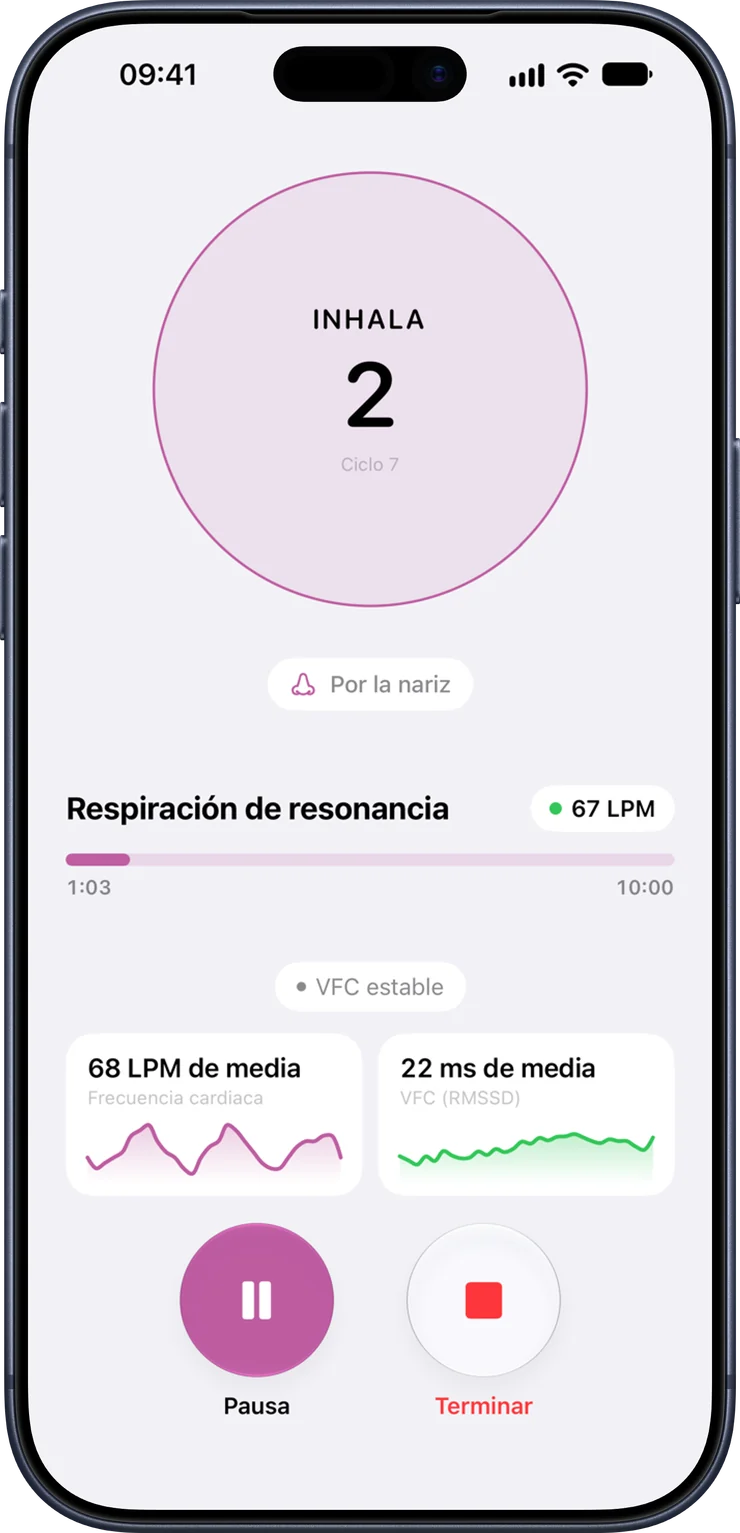 09:41
INHALA
2
Ciclo 7
Por la nariz
Respiración de resonancia
67 LPM
1:03
10:00
VFC estable
68 LPM de media
Frecuencia cardiaca
22 ms de media
VFC (RMSSD)
Pausa
Terminar